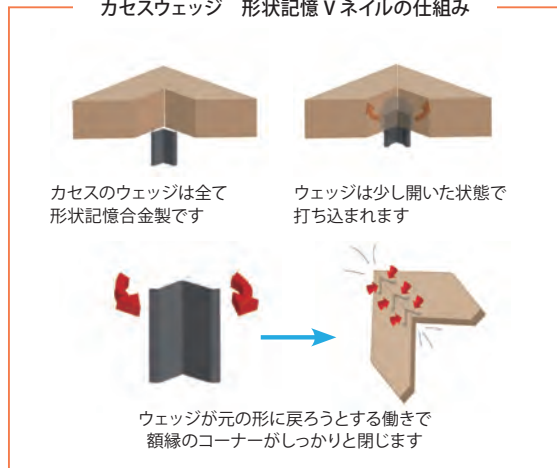 カセスウェッジ　形状記憶 V ネイルの仕組み
カセスのウェッジは全て
形状記憶合金製です
ウェッジは少し開いた状態で
打ち込まれます
ウェッジが元の形に戻ろうとする働きで
額縁のコーナーがしっかりと閉じます